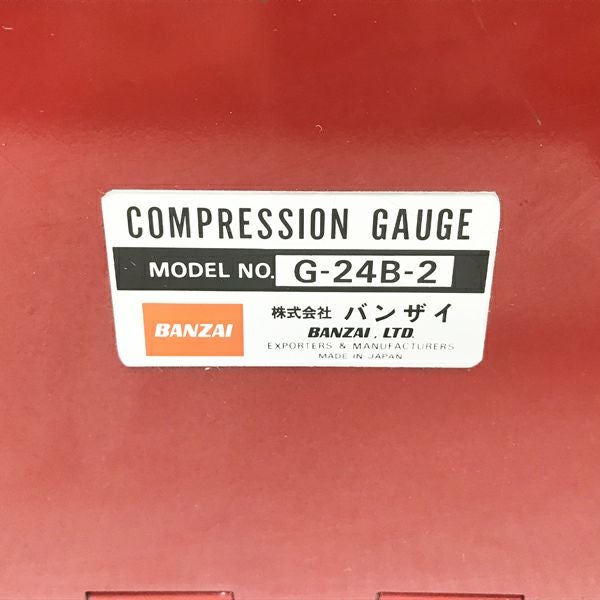 COMPRESSION GAUGE
MODEL NO. G-24B-2
BANZAI
株式会社 バンザイ
BANZAI, LTD.
EXPORTERS & MANUFACTURERS
MADE IN JAPAN